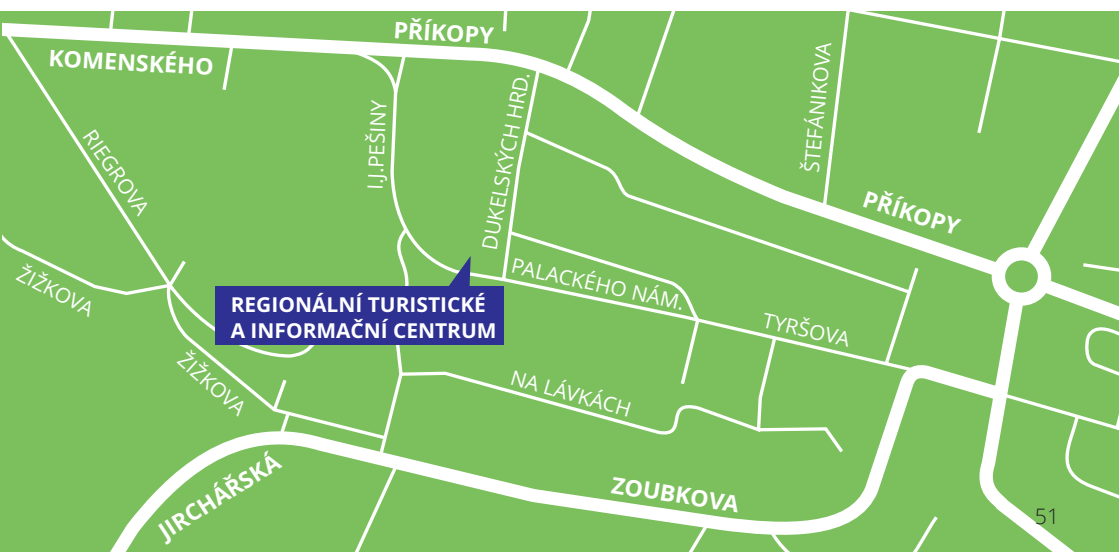 PŘÍKOPY
KOMENSKÉHO
ŠTEFÁNIKOVA
I.J.PEŠINY
DUKELSKÝCH HRD.
RIEGROVA
PŘÍKOPY
ŽIŽKOVA
PALACKÉHO NÁM.
REGIONÁLNÍ TURISTICKÉ
A INFORMAČNÍ CENTRUM
TYRŠOVA
ŽIŽKOVA
NA LÁVKÁCH
JIRCHÁŘSKÁ
ZOUBKOVA
51